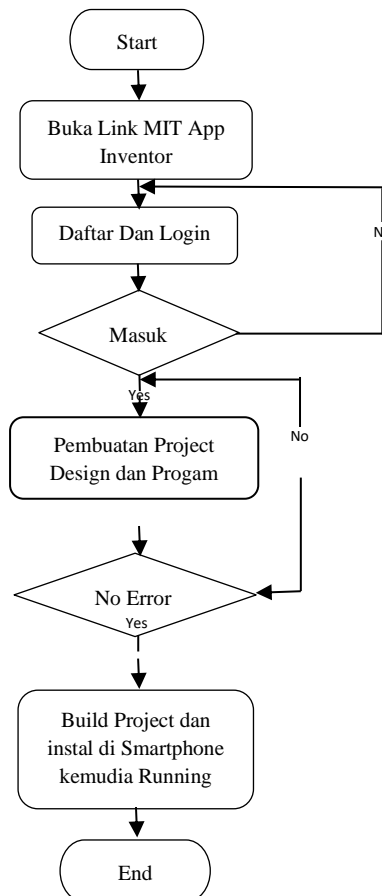 Start
Buka Link MIT App
Inventor
Daftar Dan Login
Masuk
Yes
No
Pembuatan Project
Design dan Progam
No Error
Yes
Build Project dan
instal di Smartphone
kemudia Running
End